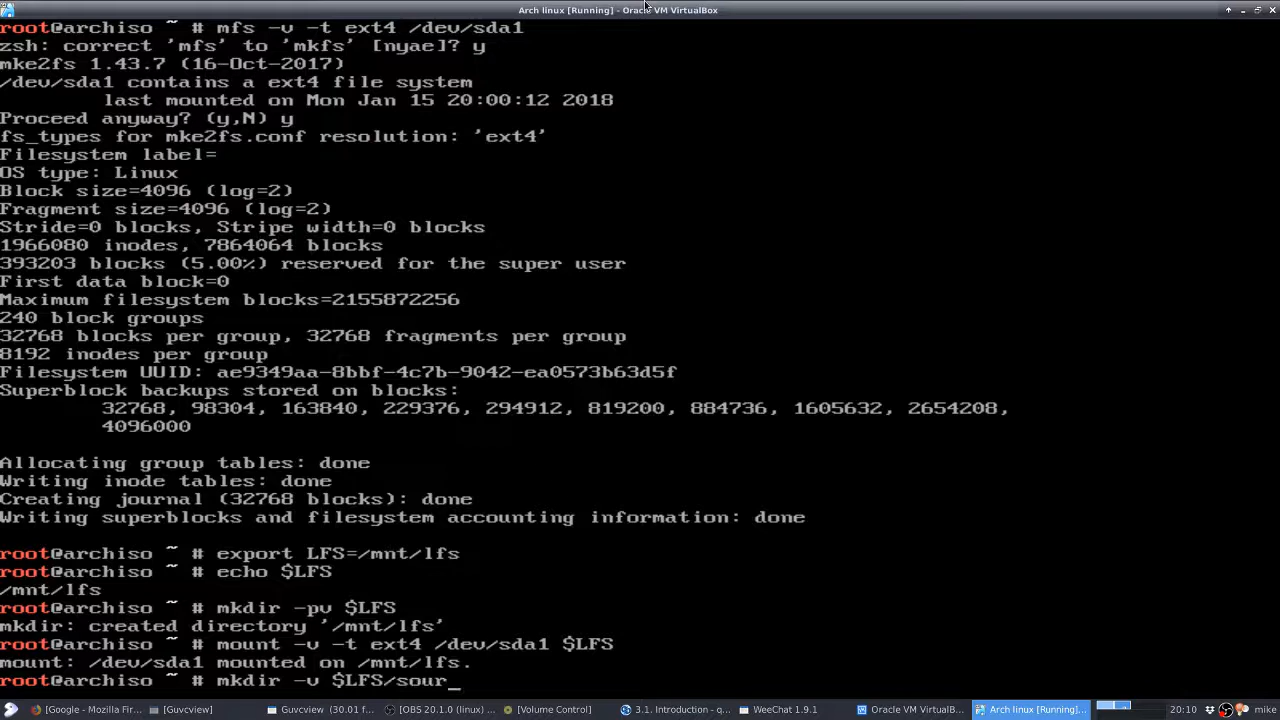 Arch linux [Running] - Oracle VM VirtualBox
root@archiso ~ # mfs -v -t ext4 /dev/sda1
zsh: correct 'mfs' to 'mkfs' [nyae]? y
mke2fs 1.43.7 (16-Oct-2017)
/dev/sda1 contains a ext4 file system
last mounted on Mon Jan 15 20:00:12 2018
Proceed anyway? (y,N) y
fs_types for mke2fs.conf resolution: 'ext4'
Filesystem label=
OS type: Linux
Block size=4096 (log=2)
Fragment size=4096 (log=2)
Stride=0 blocks, Stripe width=0 blocks
1966080 inodes, 7864064 blocks
393203 blocks (5.00%) reserved for the super user
First data block=0
Maximum filesystem blocks=2155872256
240 block groups
32768 blocks per group, 32768 fragments per group
8192 inodes per group
Filesystem UUID: ae9349aa-8bbf-4c7b-9042-ea0573b63d5f
Superblock backups stored on blocks:
32768, 98304, 163840, 229376, 294912, 819200, 884736, 1605632, 2654208,
4096000
Allocating group tables: done
Writing inode tables: done
Creating journal (32768 blocks): done
Writing superblocks and filesystem accounting information: done
root@archiso ~ # export LFS=/mnt/lfs
root@archiso ~ # echo $LFS
/mnt/lfs
root@archiso ~ # mkdir -pv $LFS
mkdir: created directory '/mnt/lfs'
root@archiso ~ # mount -v -t ext4 /dev/sda1 $LFS
mount: /dev/sda1 mounted on /mnt/lfs.
root@archiso ~ # mkdir -v $LFS/sour_
[Google - Mozilla Fir... [Guvcview] Guvcview (30.01 f... [OBS 20.1.0 (linux) ... [Volume Control] 3.1. Introduction - q... WeeChat 1.9.1 Oracle VM VirtualB... Arch linux [Running]... 20:10 mike